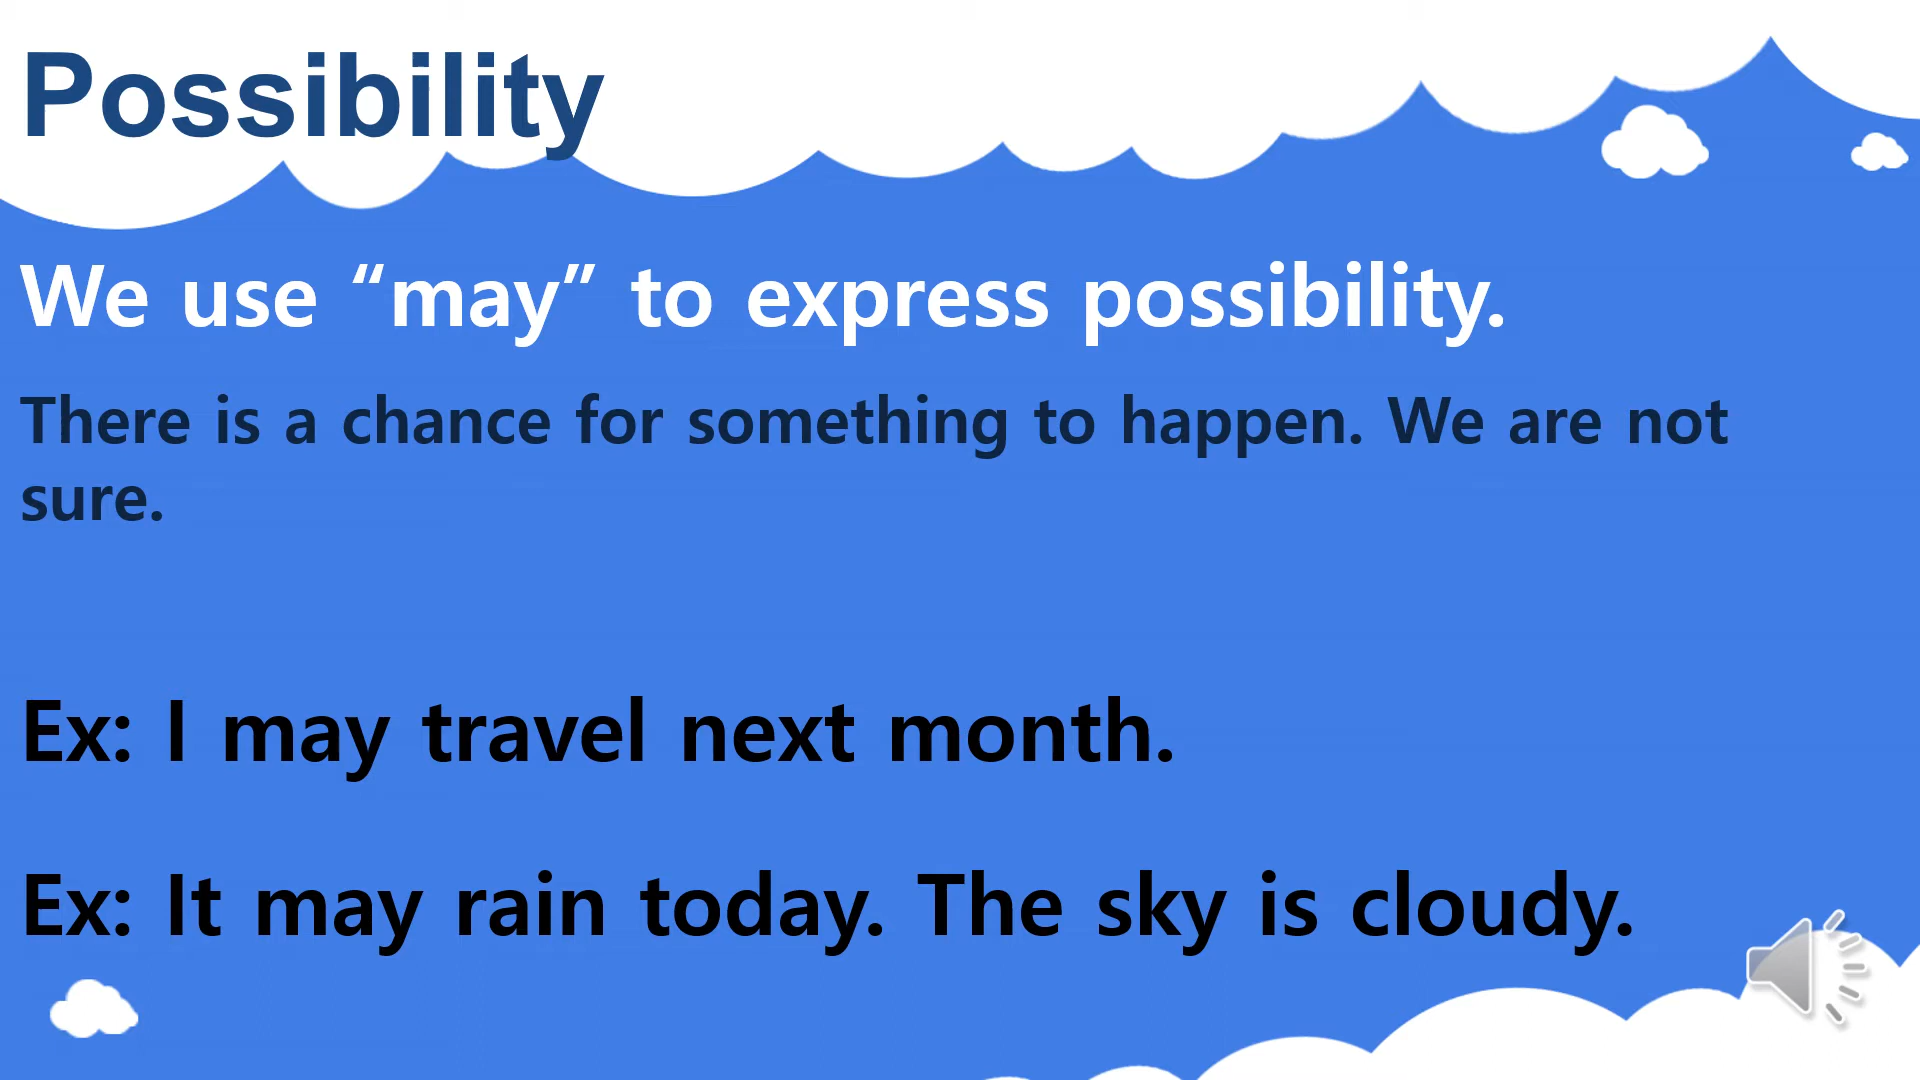 Possibility
We use “may” to express possibility.
There is a chance for something to happen. We are not
sure.
Ex: I may travel next month.
Ex: It may rain today. The sky is cloudy.